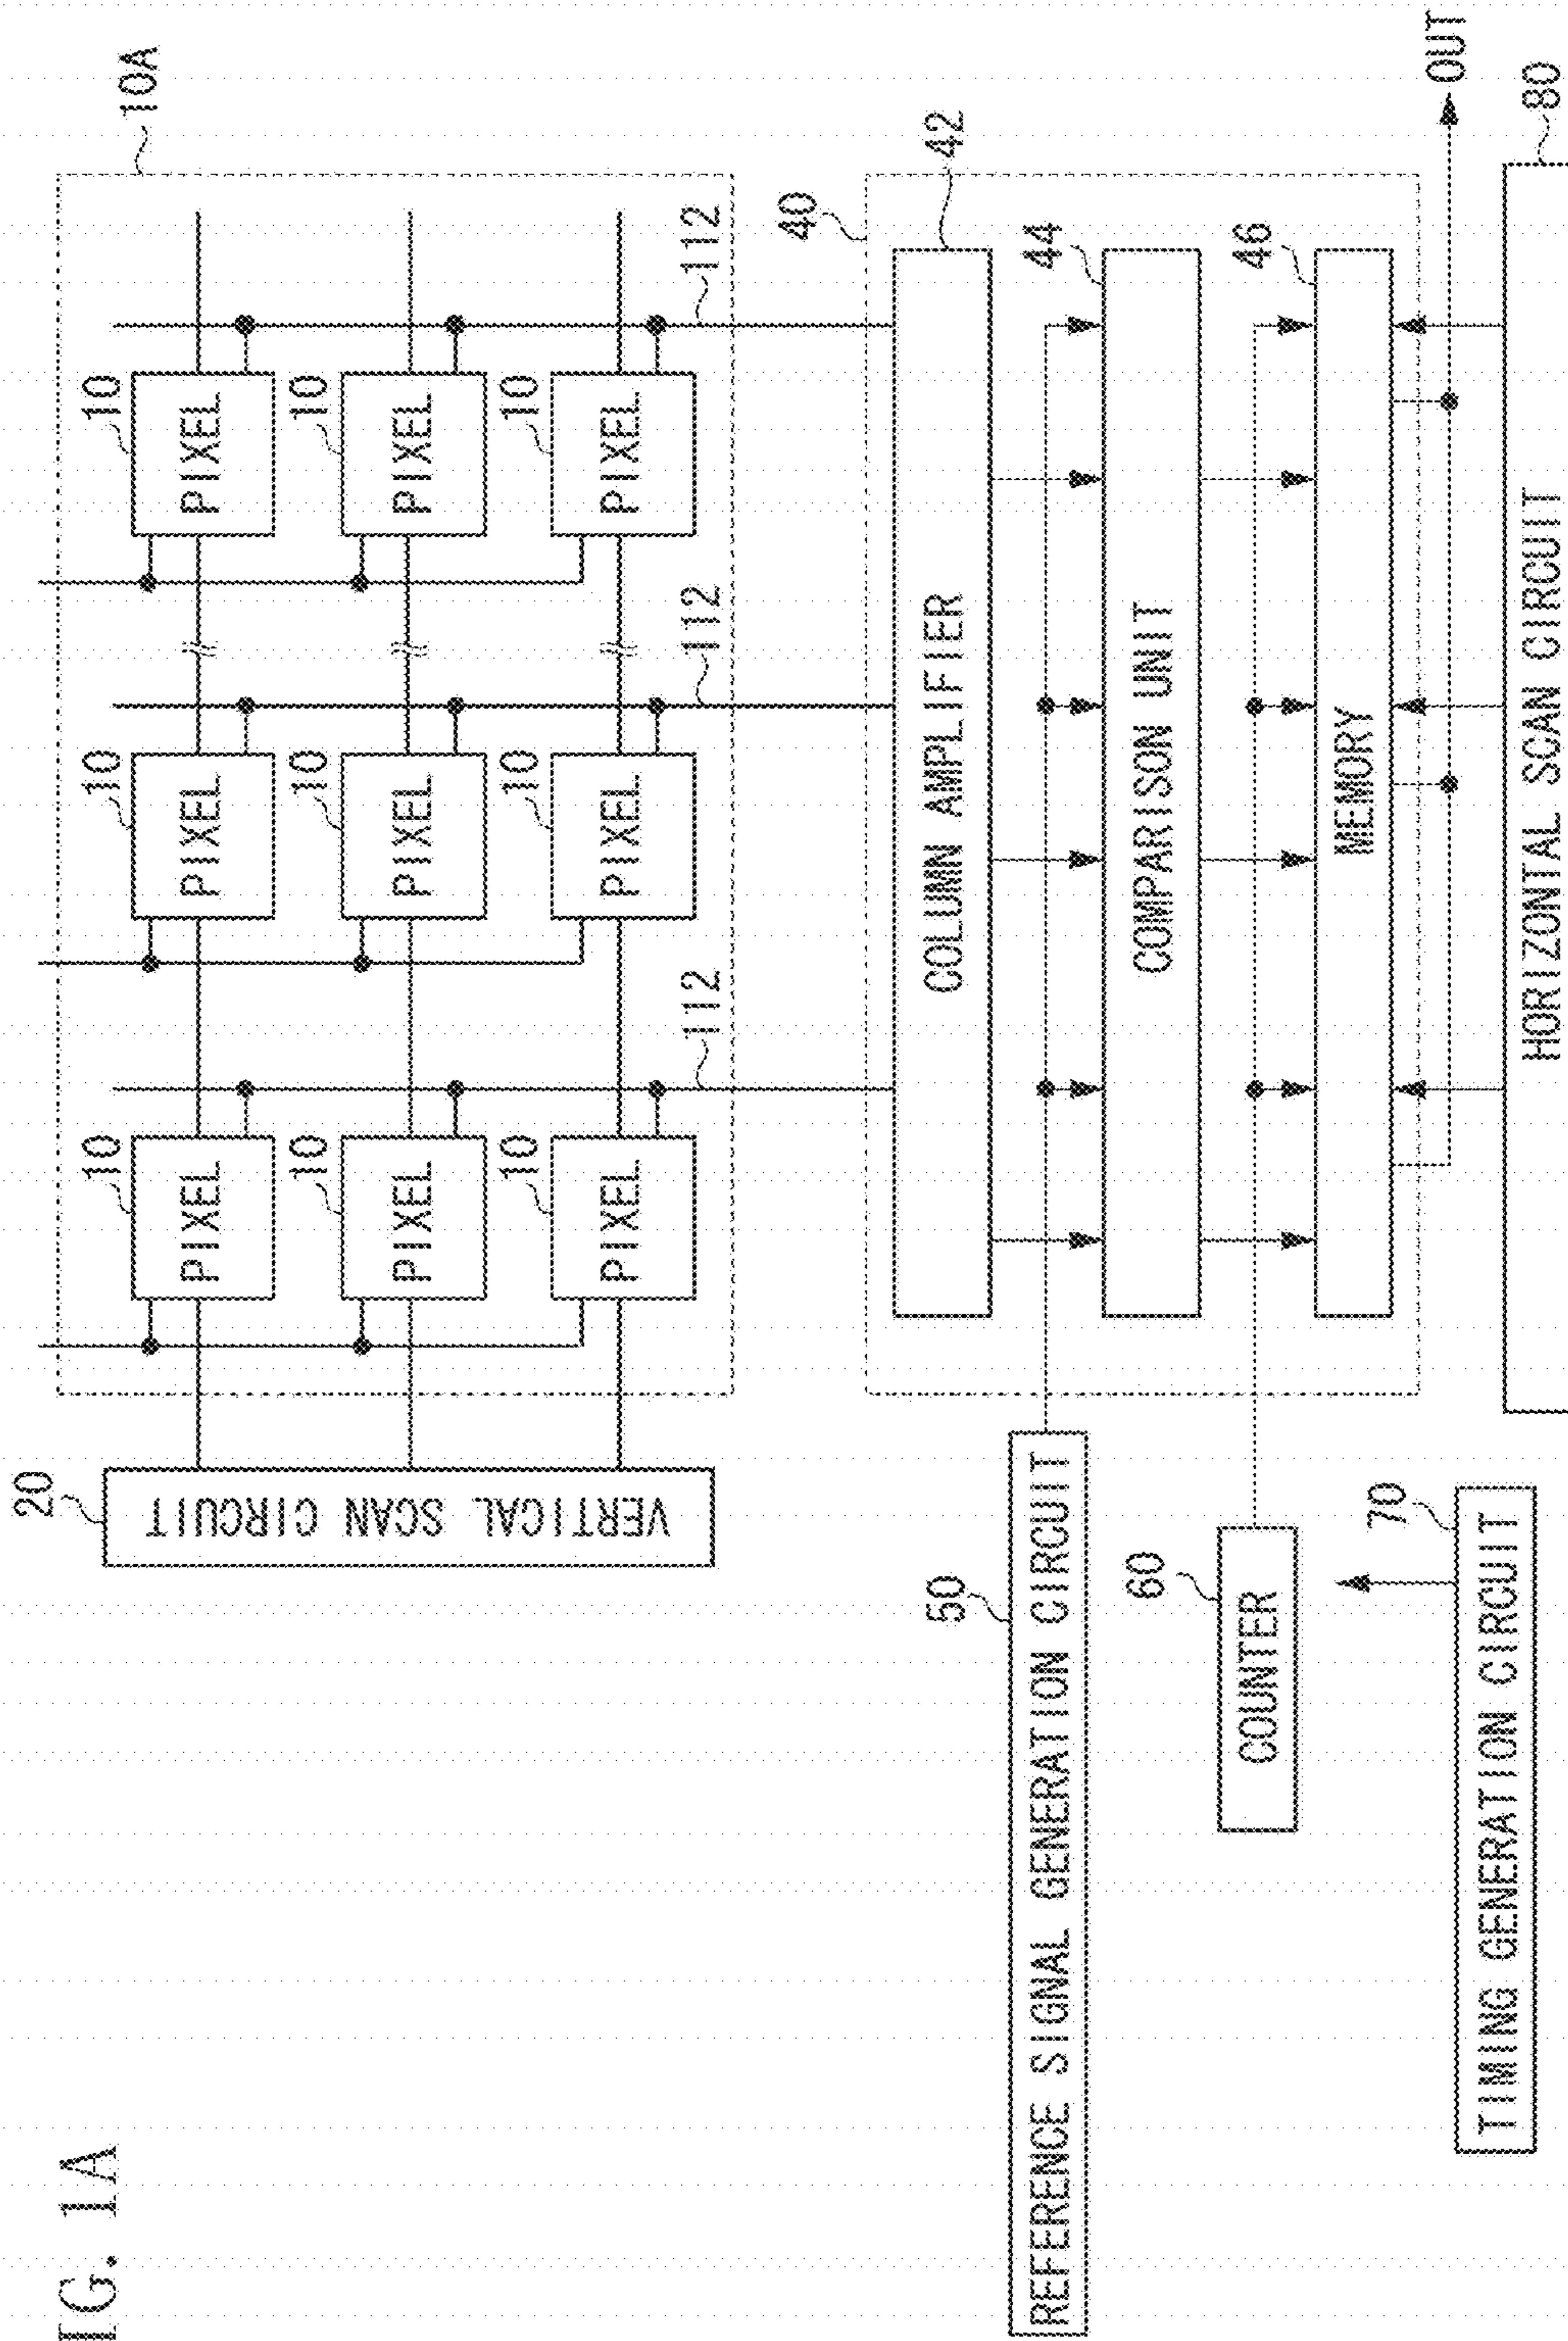 IG. 1A
10A
20
VERTICAL SCAN CIRCUIT
10
PIXEL
10
PIXEL
10
PIXEL
10
PIXEL
10
PIXEL
10
PIXEL
10
PIXEL
10
PIXEL
10
PIXEL
112
112
112
40
42
COLUMN AMPLIFIER
50
REFERENCE SIGNAL GENERATION CIRCUIT
44
COMPARISON UNIT
60
COUNTER
46
MEMORY
70
TIMING GENERATION CIRCUIT
OUT
80
HORIZONTAL SCAN CIRCUIT